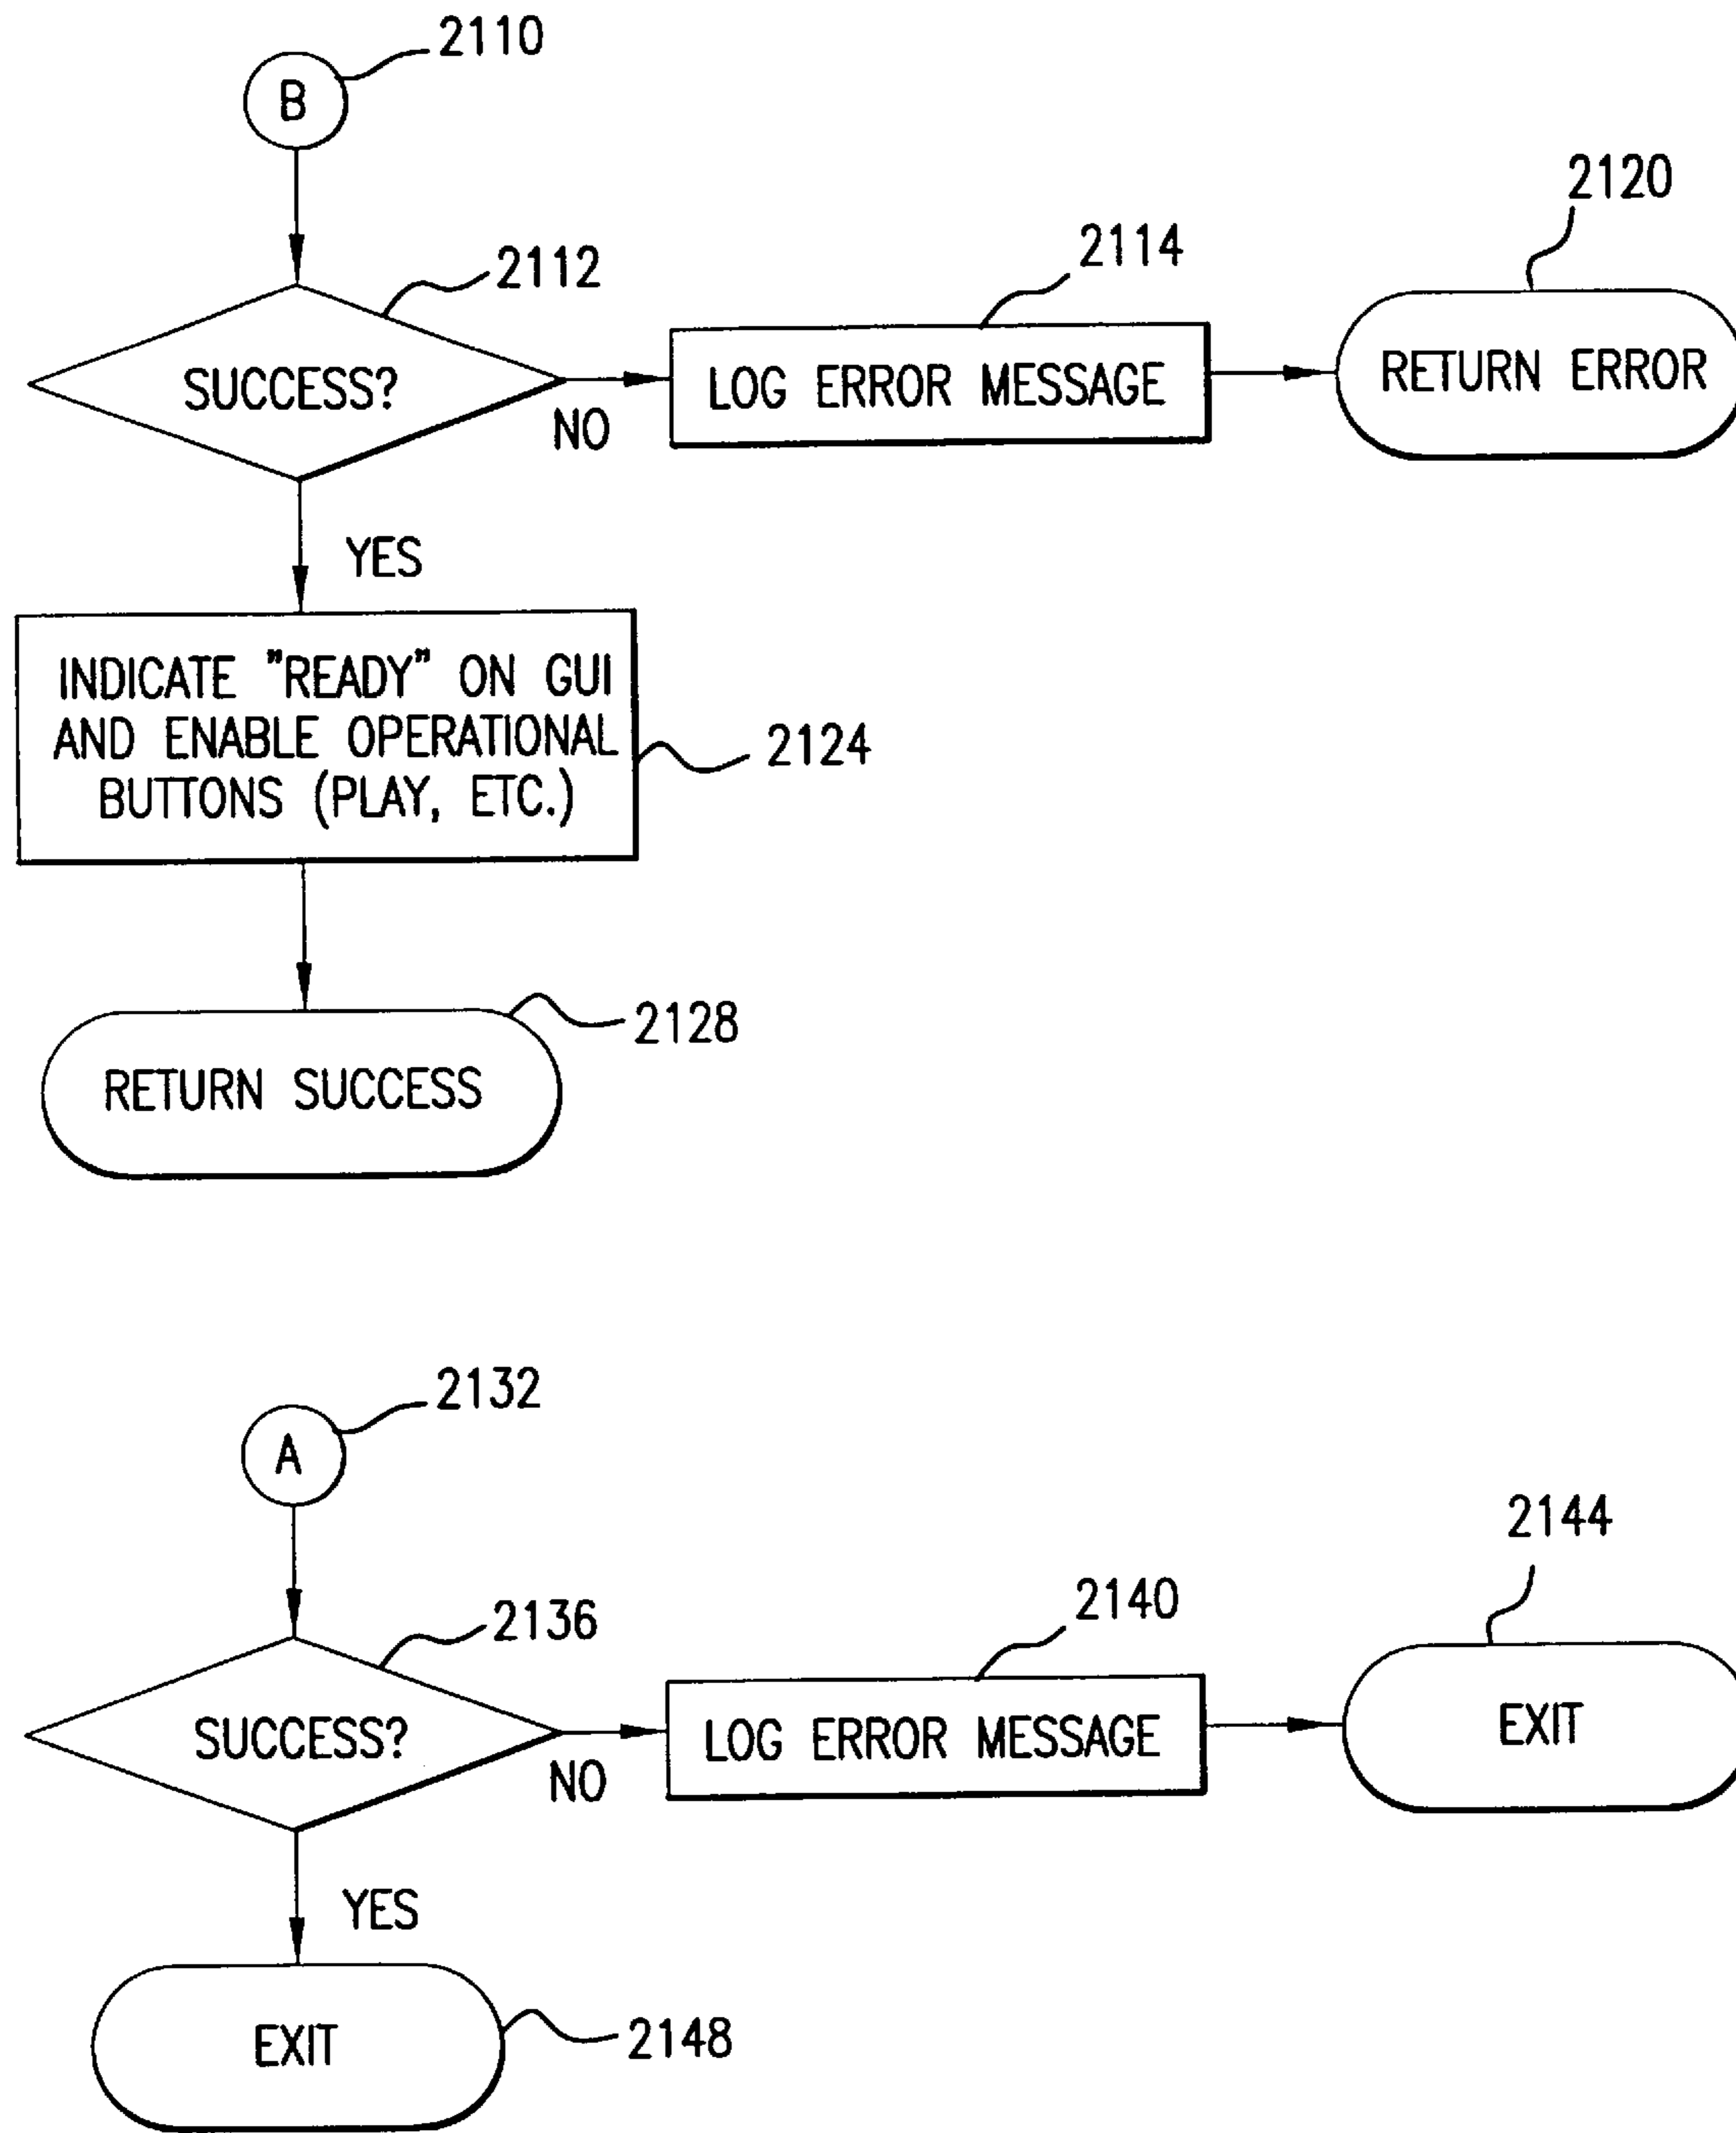 2110
B
2120
2112
2114
SUCCESS?
LOG ERROR MESSAGE
RETURN ERROR
NO
YES
INDICATE "READY" ON GUI
AND ENABLE OPERATIONAL
BUTTONS (PLAY, ETC.)
2124
2128
RETURN SUCCESS
2132
A
2144
2136
2140
SUCCESS?
LOG ERROR MESSAGE
EXIT
NO
YES
EXIT
2148